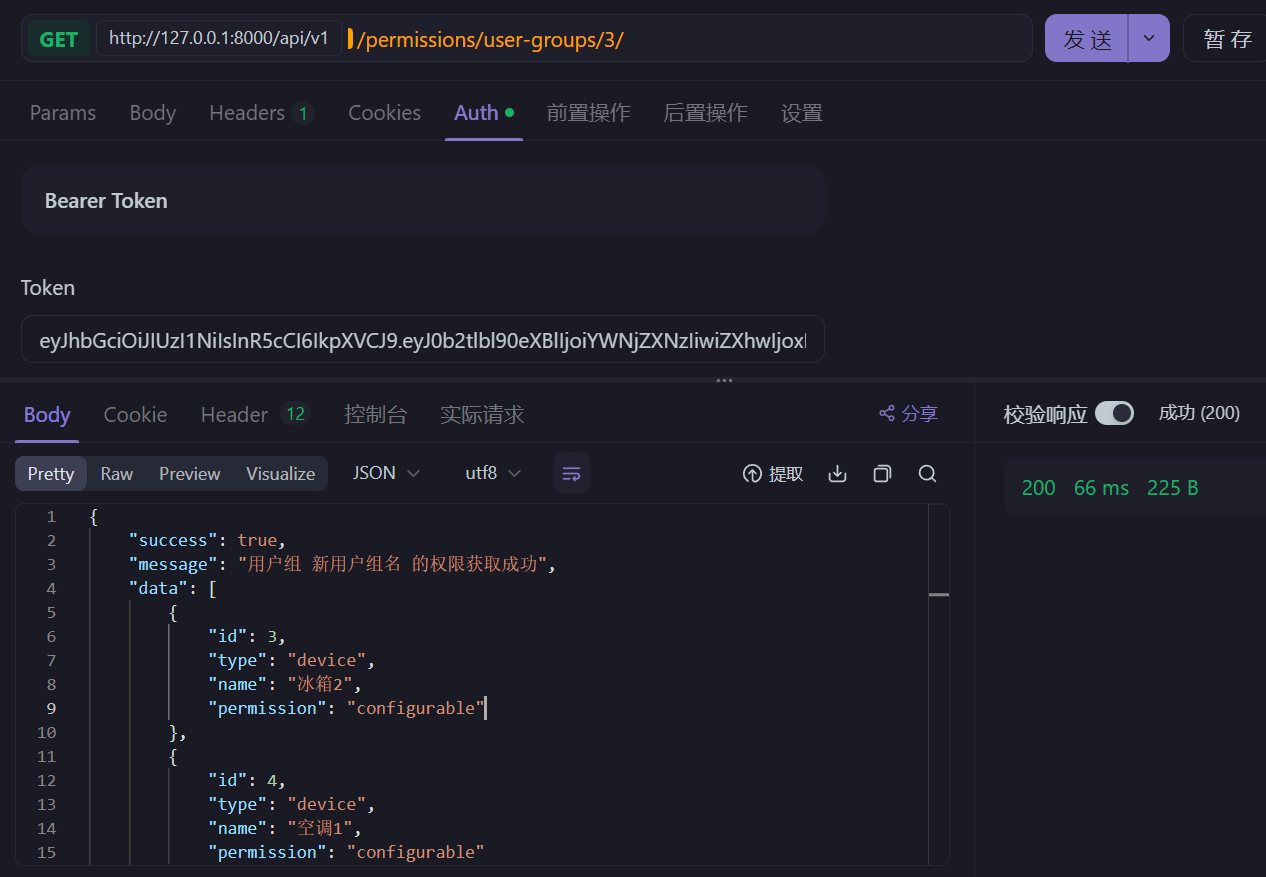 GET http://127.0.0.1:8000/api/v1 /permissions/user-groups/3/ 发送 暂存
Params Body Headers 1 Cookies Auth 前置操作 后置操作 设置
Bearer Token
Token
eyJhbGciOiJIUzI1NiIsInR5cCI6IkpXVCJ9.eyJ0b2tlbl90eXBlIjoiYWNjZXNzIiwiZXhwIjox
Body Cookie Header 12 控制台 实际请求 分享 校验响应 成功 (200)
Pretty Raw Preview Visualize JSON utf8 提取
200 66 ms 225 B
1 {
2 "success": true,
3 "message": "用户组 新用户组名 的权限获取成功",
4 "data": [
5 {
6 "id": 3,
7 "type": "device",
8 "name": "冰箱2",
9 "permission": "configurable"
10 },
11 {
12 "id": 4,
13 "type": "device",
14 "name": "空调1",
15 "permission": "configurable"